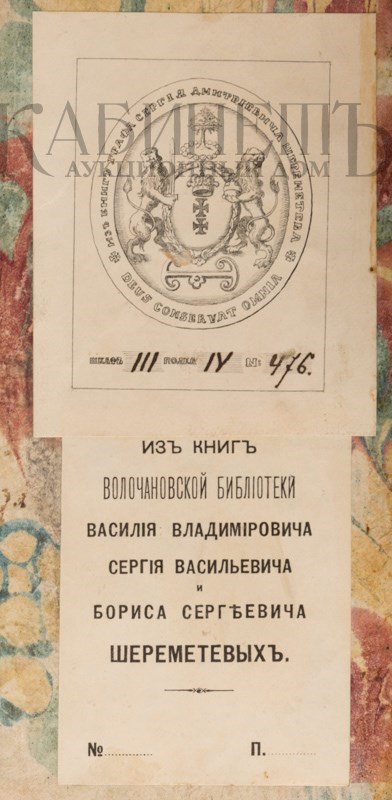 КАБИНЕТЪ
АУКЦИОННЫЙ ДОМ
ИЗЪ КНИГЪ ГРАФА СЕРГѢЯ ДМИТРІЕВИЧА ШЕРЕМЕТЕВА
DEUS CONSERVAT OMNIA
ШКАФЪ III ПОЛКА IV №: 476.
ИЗЪ КНИГЪ
ВОЛОЧАНОВСКОЙ БИБЛІОТЕКИ
ВАСИЛІЯ ВЛАДИМІРОВИЧА
СЕРГІЯ ВАСИЛЬЕВИЧА
и
БОРИСА СЕРГѢЕВИЧА
ШЕРЕМЕТЕВЫХЪ.
№ ............ П. ............